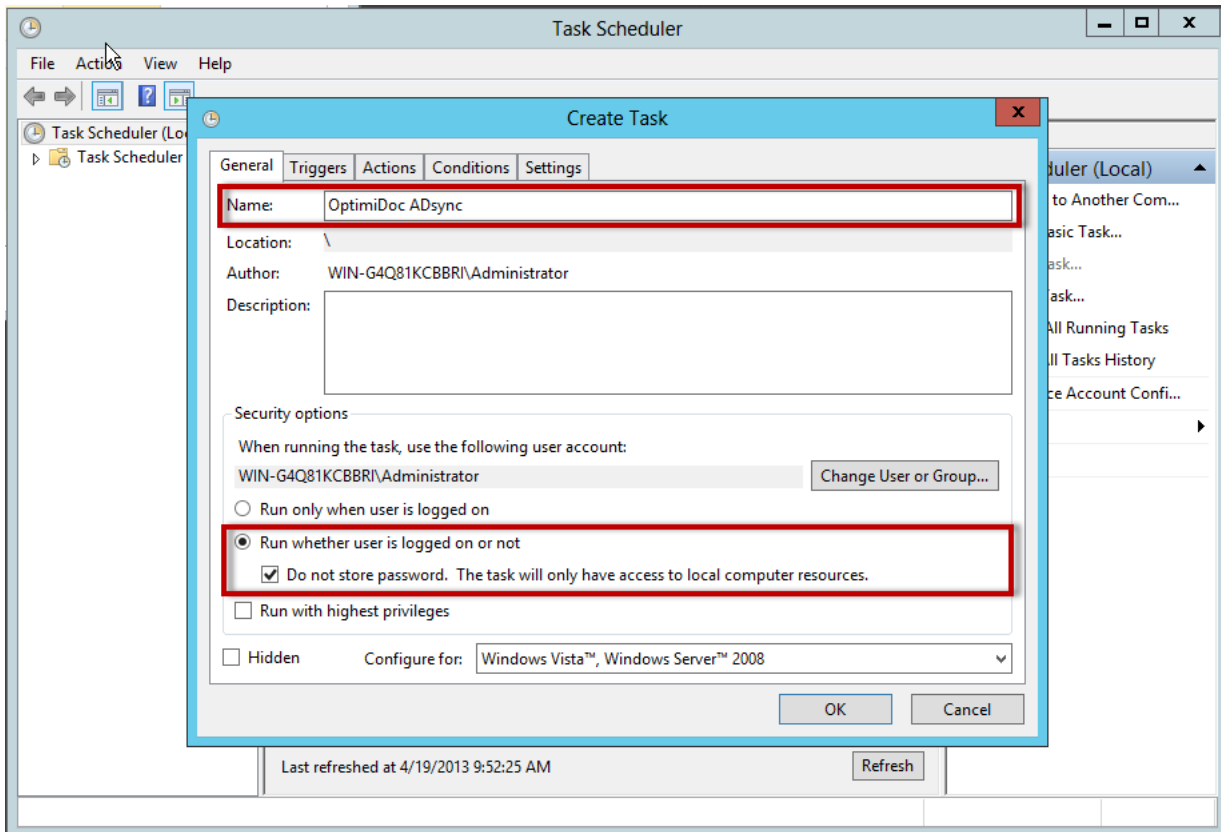 Task Scheduler
File Action View Help
Task Scheduler (Lo
Task Scheduler
Create Task
x
General Triggers Actions Conditions Settings
Name: OptimiDoc ADsync
Location: \
Author: WIN-G4Q81KCBBRI\Administrator
Description:
Security options
When running the task, use the following user account:
WIN-G4Q81KCBBRI\Administrator
Change User or Group...
Run only when user is logged on
Run whether user is logged on or not
Do not store password. The task will only have access to local computer resources.
Run with highest privileges
Hidden Configure for: Windows Vista™, Windows Server™ 2008
OK Cancel
Last refreshed at 4/19/2013 9:52:25 AM Refresh
duler (Local)
to Another Com...
asic Task...
ask...
Task...
All Running Tasks
ll Tasks History
ce Account Confi...